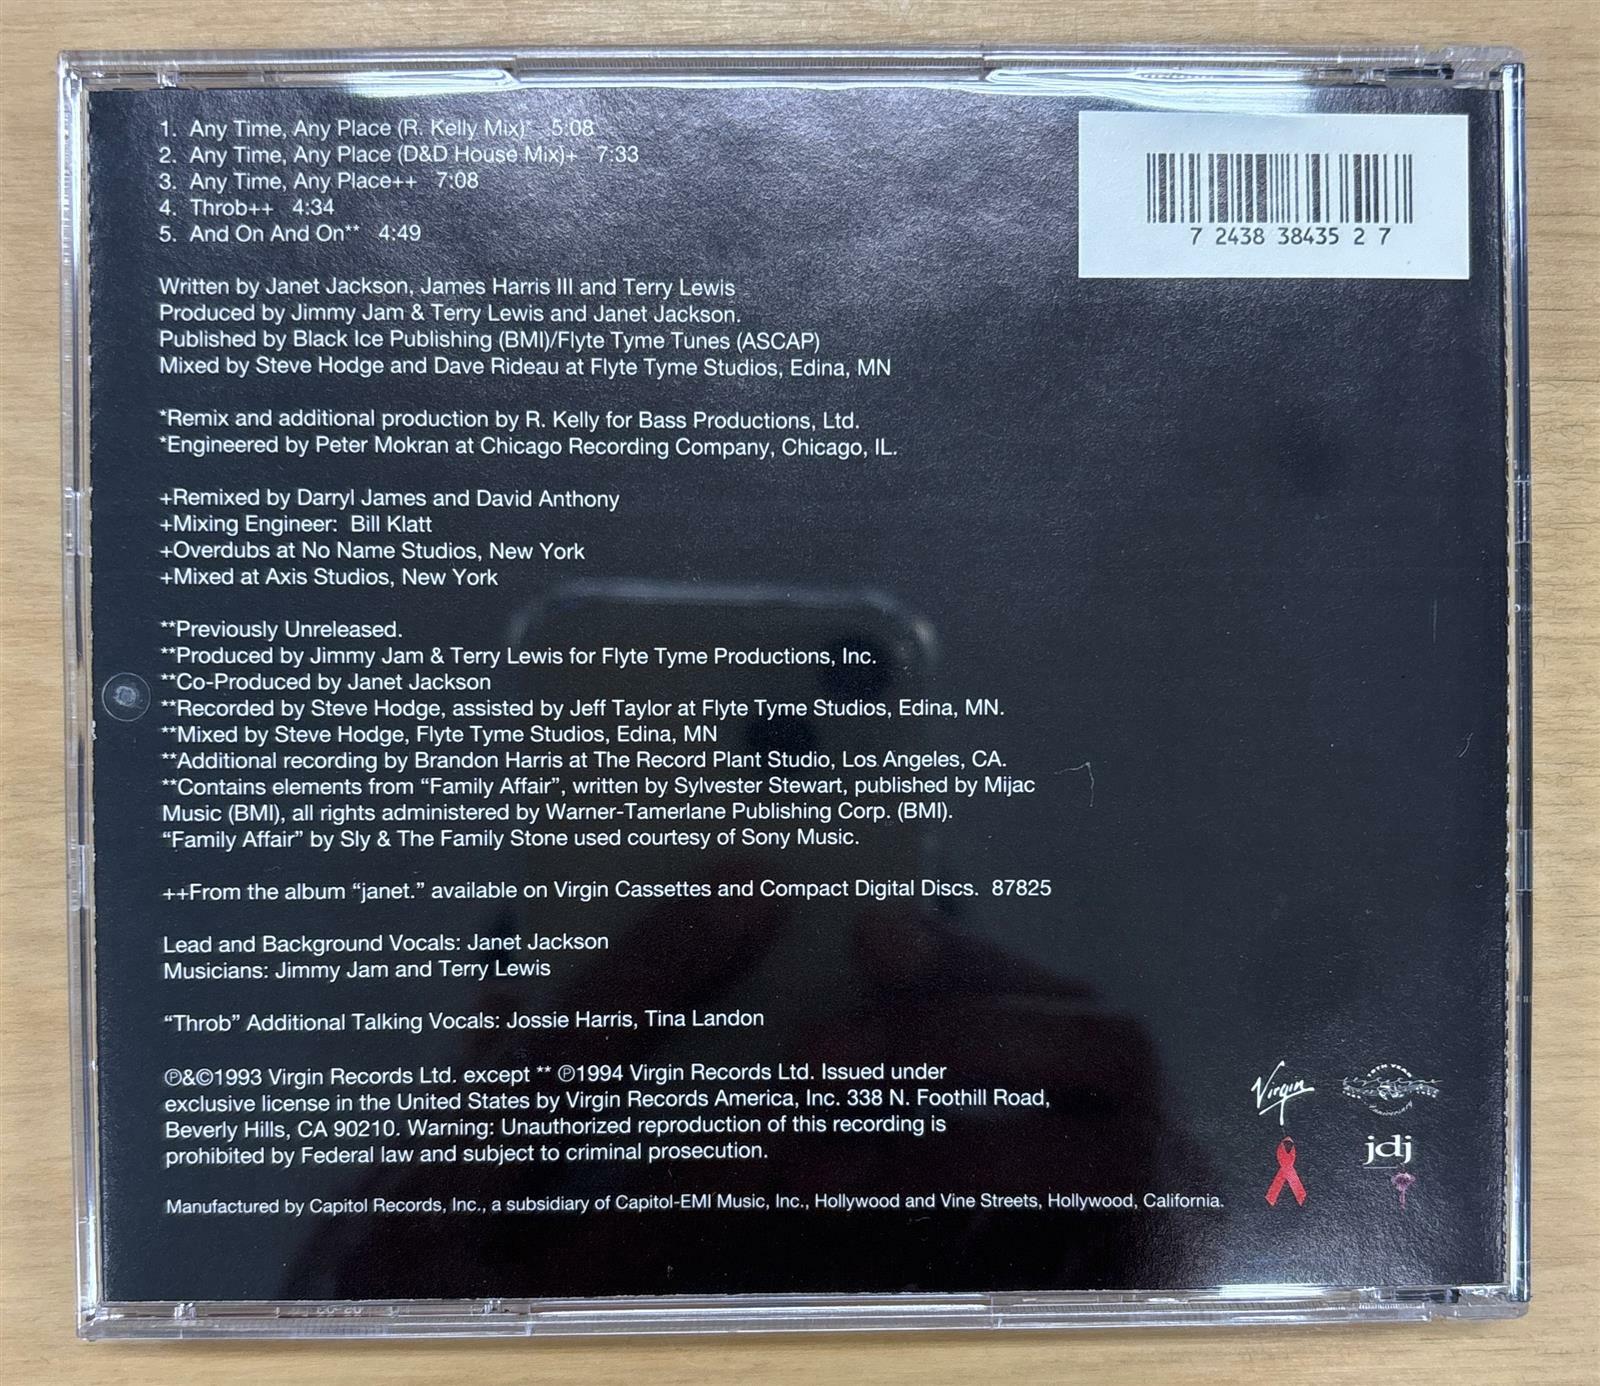 1. Any Time, Any Place (R. Kelly Mix)* 5:08
2. Any Time, Any Place (D&D House Mix)+ 7:33
3. Any Time, Any Place++ 7:08
4. Throb++ 4:34
5. And On And On** 4:49
7 2438 38435 2 7
Written by Janet Jackson, James Harris III and Terry Lewis
Produced by Jimmy Jam & Terry Lewis and Janet Jackson.
Published by Black Ice Publishing (BMI)/Flyte Tyme Tunes (ASCAP)
Mixed by Steve Hodge and Dave Rideau at Flyte Tyme Studios, Edina, MN
*Remix and additional production by R. Kelly for Bass Productions, Ltd.
*Engineered by Peter Mokran at Chicago Recording Company, Chicago, IL.
+Remixed by Darryl James and David Anthony
+Mixing Engineer: Bill Klatt
+Overdubs at No Name Studios, New York
+Mixed at Axis Studios, New York
**Previously Unreleased.
**Produced by Jimmy Jam & Terry Lewis for Flyte Tyme Productions, Inc.
**Co-Produced by Janet Jackson
**Recorded by Steve Hodge, assisted by Jeff Taylor at Flyte Tyme Studios, Edina, MN.
**Mixed by Steve Hodge, Flyte Tyme Studios, Edina, MN
**Additional recording by Brandon Harris at The Record Plant Studio, Los Angeles, CA.
**Contains elements from “Family Affair”, written by Sylvester Stewart, published by Mijac
Music (BMI), all rights administered by Warner-Tamerlane Publishing Corp. (BMI).
“Family Affair” by Sly & The Family Stone used courtesy of Sony Music.
++From the album “janet.” available on Virgin Cassettes and Compact Digital Discs. 87825
Lead and Background Vocals: Janet Jackson
Musicians: Jimmy Jam and Terry Lewis
“Throb” Additional Talking Vocals: Jossie Harris, Tina Landon
℗&©1993 Virgin Records Ltd. except ** ℗1994 Virgin Records Ltd. Issued under
exclusive license in the United States by Virgin Records America, Inc. 338 N. Foothill Road,
Beverly Hills, CA 90210. Warning: Unauthorized reproduction of this recording is
prohibited by Federal law and subject to criminal prosecution.
Manufactured by Capitol Records, Inc., a subsidiary of Capitol-EMI Music, Inc., Hollywood and Vine Streets, Hollywood, California.
Virgin
Anniversary
jdj